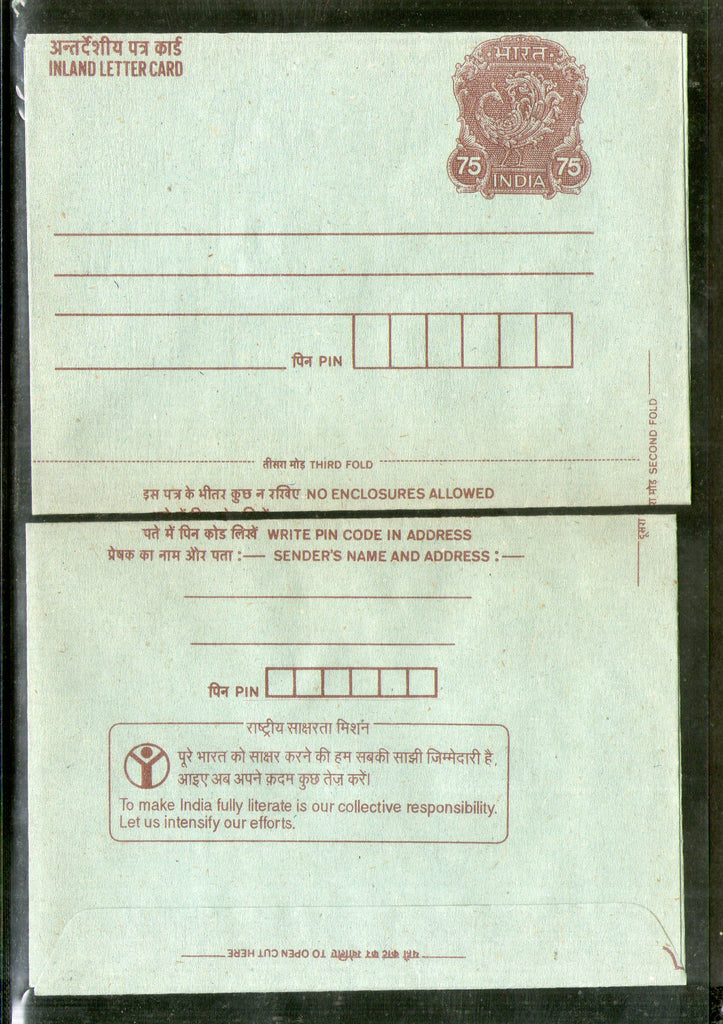 अन्तर्देशीय पत्र कार्ड
INLAND LETTER CARD
भारत
75 75
INDIA
पिन PIN
तीसरा मोड़ THIRD FOLD
दूसरा मोड़ SECOND FOLD
इस पत्र के भीतर कुछ न रखिए NO ENCLOSURES ALLOWED
पते में पिन कोड लिखें WRITE PIN CODE IN ADDRESS
प्रेषक का नाम और पता :— SENDER'S NAME AND ADDRESS :—
पिन PIN
राष्ट्रीय साक्षरता मिशन
पूरे भारत को साक्षर करने की हम सबकी साझी जिम्मेदारी है,
आइए अब अपने क़दम कुछ तेज़ करें।
To make India fully literate is our collective responsibility.
Let us intensify our efforts.
यहाँ काट कर खोलिए TO OPEN CUT HERE